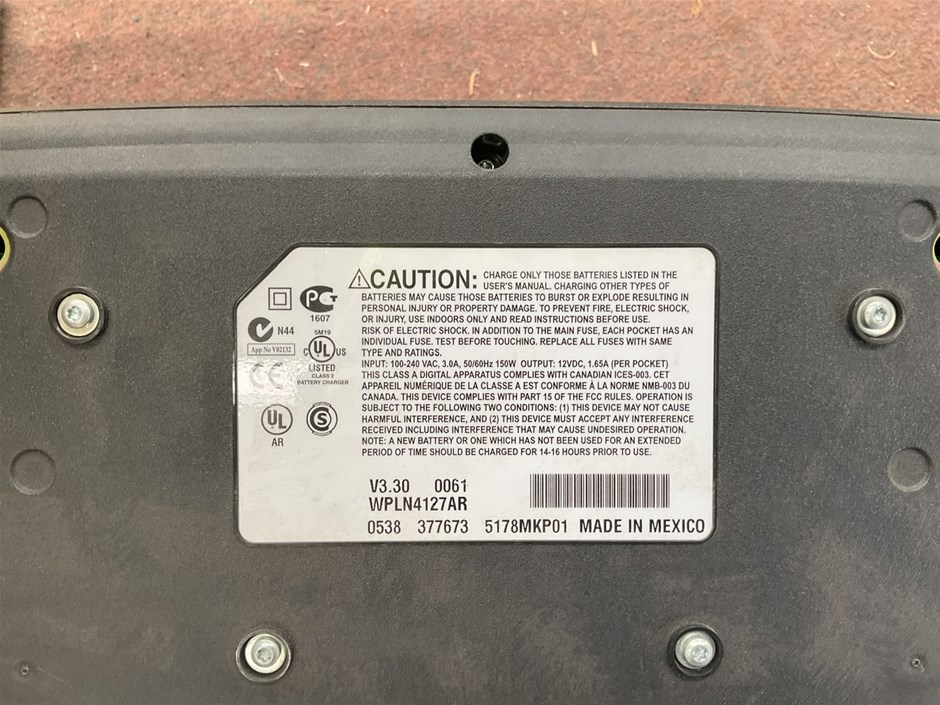 CAUTION: CHARGE ONLY THOSE BATTERIES LISTED IN THE
USER'S MANUAL. CHARGING OTHER TYPES OF
BATTERIES MAY CAUSE THOSE BATTERIES TO BURST OR EXPLODE RESULTING IN
PERSONAL INJURY OR PROPERTY DAMAGE. TO PREVENT FIRE, ELECTRIC SHOCK,
OR INJURY, USE INDOORS ONLY AND READ INSTRUCTIONS BEFORE USE.
RISK OF ELECTRIC SHOCK. IN ADDITION TO THE MAIN FUSE, EACH POCKET HAS AN
INDIVIDUAL FUSE. TEST BEFORE TOUCHING. REPLACE ALL FUSES WITH SAME
TYPE AND RATINGS.
INPUT: 100-240 VAC, 3.0A, 50/60Hz 150W OUTPUT: 12VDC, 1.65A (PER POCKET)
THIS CLASS A DIGITAL APPARATUS COMPLIES WITH CANADIAN ICES-003. CET
APPAREIL NUMÉRIQUE DE LA CLASSE A EST CONFORME À LA NORME NMB-003 DU
CANADA. THIS DEVICE COMPLIES WITH PART 15 OF THE FCC RULES. OPERATION IS
SUBJECT TO THE FOLLOWING TWO CONDITIONS: (1) THIS DEVICE MAY NOT CAUSE
HARMFUL INTERFERENCE, AND (2) THIS DEVICE MUST ACCEPT ANY INTERFERENCE
RECEIVED INCLUDING INTERFERENCE THAT MAY CAUSE UNDESIRED OPERATION.
NOTE: A NEW BATTERY OR ONE WHICH HAS NOT BEEN USED FOR AN EXTENDED
PERIOD OF TIME SHOULD BE CHARGED FOR 14-16 HOURS PRIOR TO USE.
1607
N44
5M19
App No V02132
C UL US
LISTED
CLASS 2
BATTERY CHARGER
CE
UL
AR
S
V3.30 0061
WPLN4127AR
0538 377673 5178MKP01 MADE IN MEXICO